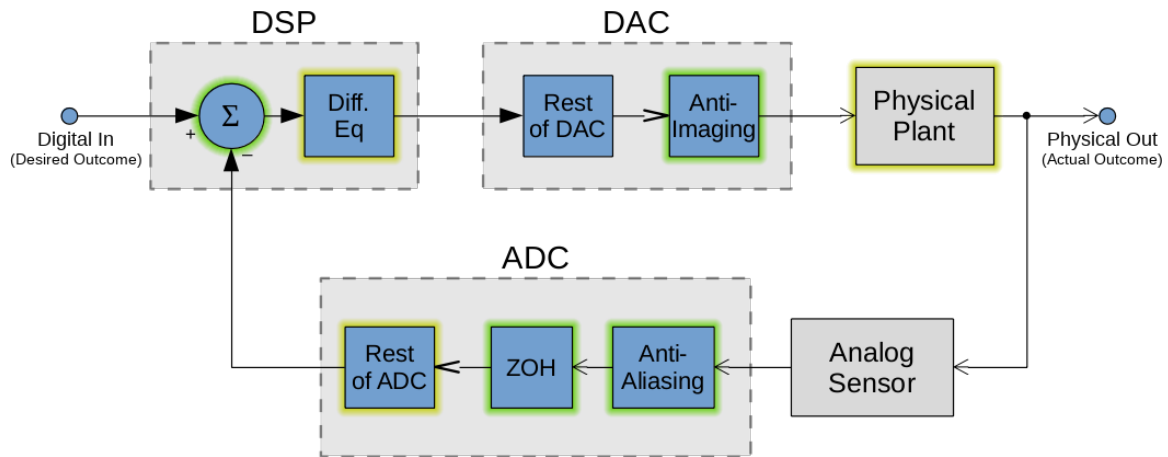 DSP
DAC
Digital In
(Desired Outcome)
+
−
Σ
Diff.
Eq
Rest
of DAC
Anti-
Imaging
Physical
Plant
Physical Out
(Actual Outcome)
ADC
Rest
of ADC
ZOH
Anti-
Aliasing
Analog
Sensor